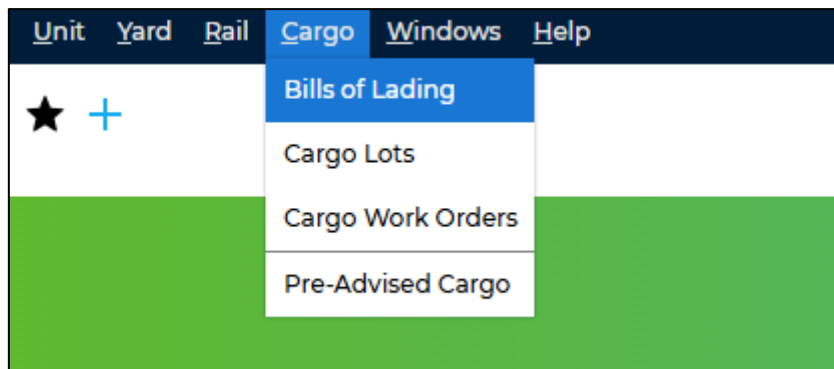 Unit Yard Rail Cargo Windows Help
Bills of Lading
Cargo Lots
Cargo Work Orders
Pre-Advised Cargo